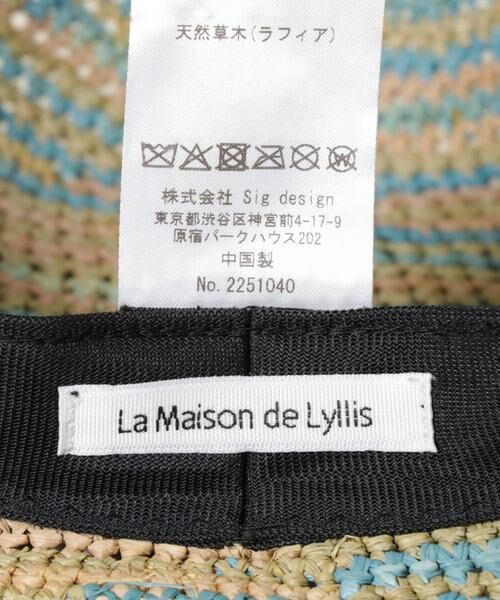 天然草木(ラフィア)
株式会社 Sig design
東京都渋谷区神宮前4-17-9
原宿パークハウス202
中国製
No. 2251040
La Maison de Lyllis